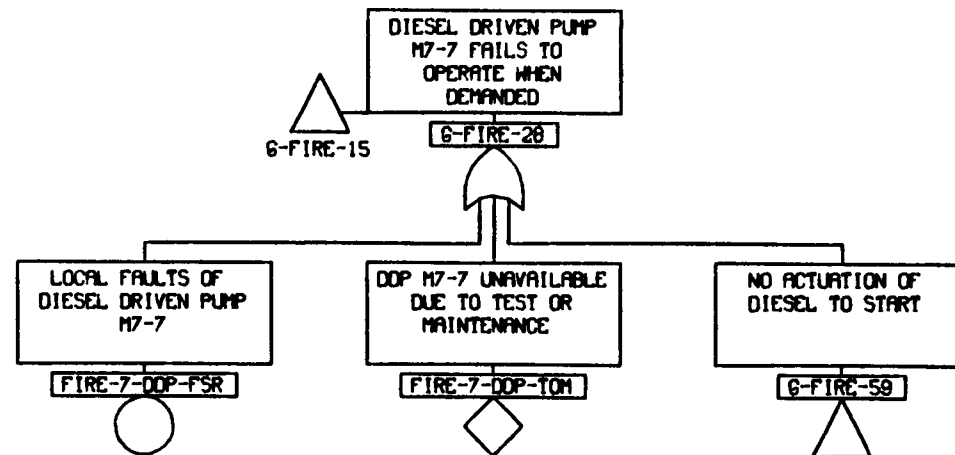 DIESEL DRIVEN PUMP
M7-7 FAILS TO
OPERATE WHEN
DEMANDED
G-FIRE-15
G-FIRE-28
LOCAL FAULTS OF
DIESEL DRIVEN PUMP
M7-7
DDP M7-7 UNAVAILABLE
DUE TO TEST OR
MAINTENANCE
NO ACTUATION OF
DIESEL TO START
FIRE-7-DDP-FSR
FIRE-7-DDP-TOM
G-FIRE-59